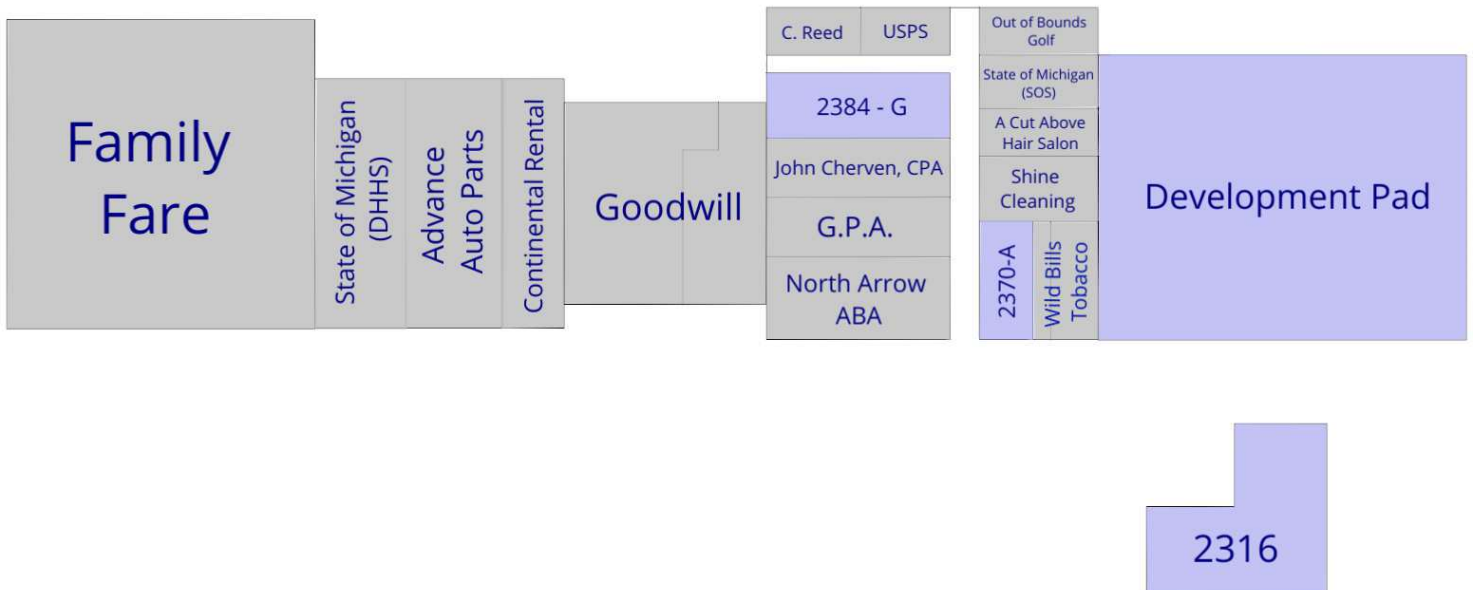 Family
Fare
State of Michigan
(DHHS)
Advance
Auto Parts
Continental Rental
Goodwill
C. Reed
USPS
2384 - G
John Cherven, CPA
G.P.A.
North Arrow
ABA
Out of Bounds
Golf
State of Michigan
(SOS)
A Cut Above
Hair Salon
Shine
Cleaning
2370-A
Wild Bills
Tobacco
Development Pad
2316